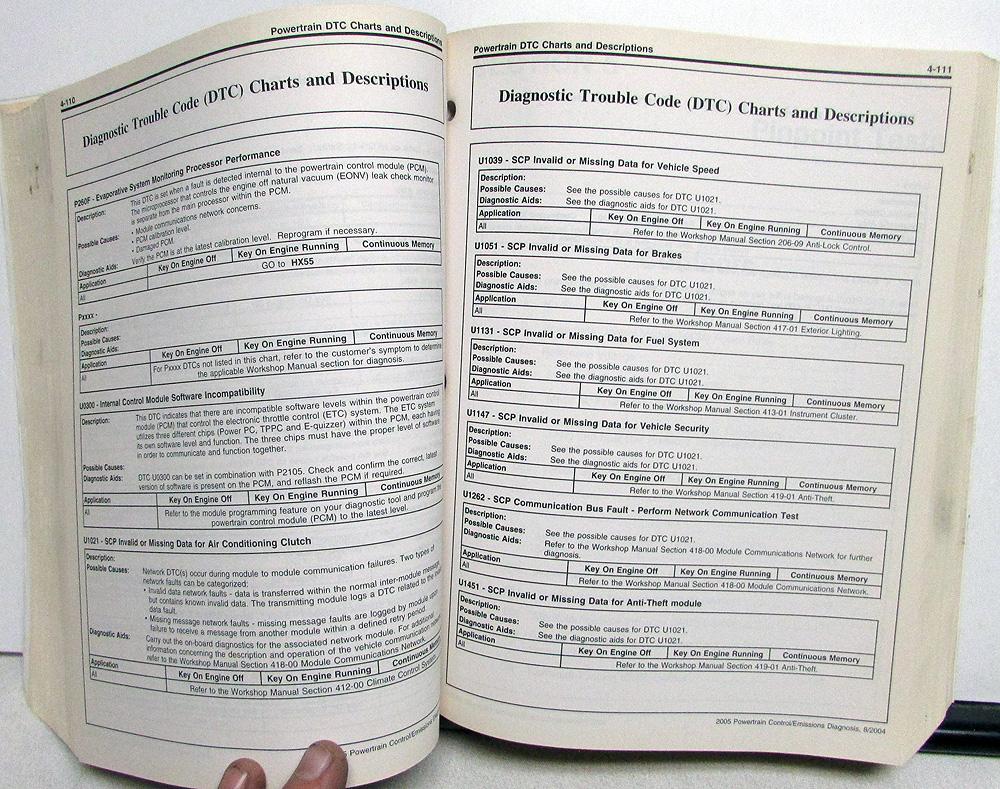 Powertrain DTC Charts and Descriptions
4-110
Diagnostic Trouble Code (DTC) Charts and Descriptions
P260F - Evaporative System Monitoring Processor Performance
Description: This DTC is set when a fault is detected internal to the powertrain control module (PCM).
The microprocessor that controls the engine off natural vacuum (EONV) leak check monitor
is separate from the main processor within the PCM.
Possible Causes: • Module communications network concerns.
• PCM calibration level.
• Damaged PCM.
Diagnostic Aids: Verify the PCM is at the latest calibration level. Reprogram if necessary.
Application Key On Engine Off Key On Engine Running Continuous Memory
All GO to HX55
Pxxxx -
Description:
Possible Causes:
Diagnostic Aids:
Application Key On Engine Off Key On Engine Running Continuous Memory
All For Pxxxx DTCs not listed in this chart, refer to the customer's symptom to determine
the applicable Workshop Manual section for diagnosis.
U0300 - Internal Control Module Software Incompatibility
Description: This DTC indicates that there are incompatible software levels within the powertrain control
module (PCM) that control the electronic throttle control (ETC) system. The ETC system
utilizes three different chips (Power PC, TPPC and E-quizzer) within the PCM, each having
its own software level and function. The three chips must have the proper level of software
in order to communicate and function together.
Possible Causes:
Diagnostic Aids: DTC U0300 can be set in combination with P2105. Check and confirm the correct, latest
version of software is present on the PCM, and reflash the PCM if required.
Application Key On Engine Off Key On Engine Running Continuous Memory
All Refer to the module programming feature on your diagnostic tool and program the
powertrain control module (PCM) to the latest level.
U1021 - SCP Invalid or Missing Data for Air Conditioning Clutch
Description:
Possible Causes: Network DTC(s) occur during module to module communication failures. Two types of
network faults can be categorized:
• Invalid data network faults - data is transferred within the normal inter-module message,
but contains known invalid data. The transmitting module logs a DTC related to the
data fault.
• Missing message network faults - missing message faults are logged by module upon
failure to receive a message from another module within a defined retry period.
Diagnostic Aids: Carry out the on-board diagnostics for the associated network module. For additional
information concerning the description and operation of the vehicle communication network
refer to the Workshop Manual Section 418-00 Module Communications Network.
Application Key On Engine Off Key On Engine Running Continuous
All Refer to the Workshop Manual Section 412-00 Climate Control System
5 Powertrain Control/Emissions
Powertrain DTC Charts and Descriptions
4-111
Diagnostic Trouble Code (DTC) Charts and Descriptions
U1039 - SCP Invalid or Missing Data for Vehicle Speed
Description:
Possible Causes: See the possible causes for DTC U1021.
Diagnostic Aids: See the diagnostic aids for DTC U1021.
Application Key On Engine Off Key On Engine Running Continuous Memory
All Refer to the Workshop Manual Section 206-09 Anti-Lock Control.
U1051 - SCP Invalid or Missing Data for Brakes
Description:
Possible Causes: See the possible causes for DTC U1021.
Diagnostic Aids: See the diagnostic aids for DTC U1021.
Application Key On Engine Off Key On Engine Running Continuous Memory
All Refer to the Workshop Manual Section 417-01 Exterior Lighting.
U1131 - SCP Invalid or Missing Data for Fuel System
Description:
Possible Causes: See the possible causes for DTC U1021.
Diagnostic Aids: See the diagnostic aids for DTC U1021.
Application Key On Engine Off Key On Engine Running Continuous Memory
All Refer to the Workshop Manual Section 413-01 Instrument Cluster.
U1147 - SCP Invalid or Missing Data for Vehicle Security
Description:
Possible Causes: See the possible causes for DTC U1021.
Diagnostic Aids: See the diagnostic aids for DTC U1021.
Application Key On Engine Off Key On Engine Running Continuous Memory
All Refer to the Workshop Manual Section 419-01 Anti-Theft.
U1262 - SCP Communication Bus Fault - Perform Network Communication Test
Description:
Possible Causes: See the possible causes for DTC U1021.
Diagnostic Aids: Refer to the Workshop Manual Section 418-00 Module Communications Network for further
diagnosis.
Application Key On Engine Off Key On Engine Running Continuous Memory
All Refer to the Workshop Manual Section 418-00 Module Communications Network.
U1451 - SCP Invalid or Missing Data for Anti-Theft module
Description:
Possible Causes: See the possible causes for DTC U1021.
Diagnostic Aids: See the diagnostic aids for DTC U1021.
Application Key On Engine Off Key On Engine Running Continuous Memory
All Refer to the Workshop Manual Section 419-01 Anti-Theft.
2005 Powertrain Control/Emissions Diagnosis, 8/2004